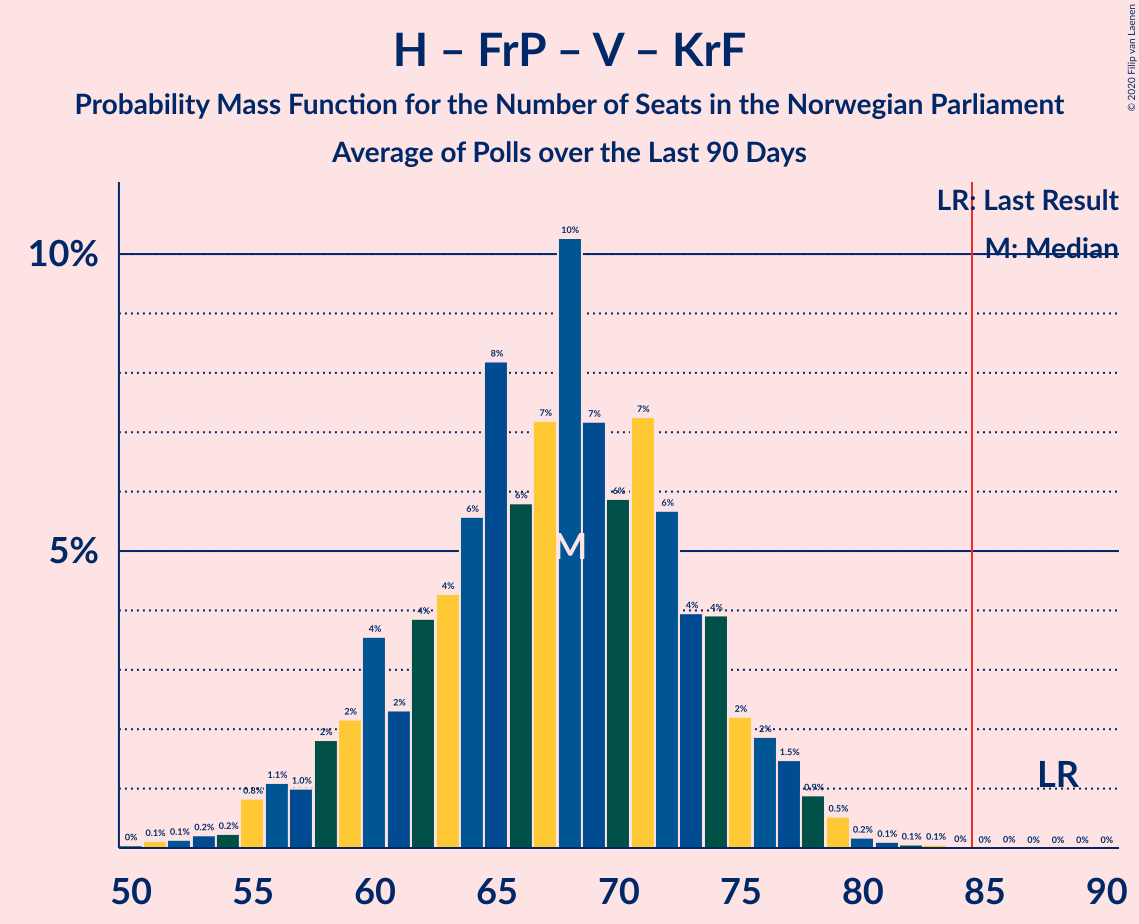 H – FrP – V – KrF
Probability Mass Function for the Number of Seats in the Norwegian Parliament
Average of Polls over the Last 90 Days
© 2020 Filip van Laenen
LR: Last Result
M: Median
10%
5%
0% 0.1% 0.1% 0.2% 0.2% 0.8% 1.1% 1.0% 2% 2% 4% 2% 4% 4% 6% 8% 6% 7% 10% 7% 6% 7% 6% 4% 4% 2% 2% 1.5% 0.9% 0.5% 0.2% 0.1% 0.1% 0.1% 0% 0% 0% 0% 0% 0% 0%
M
LR
50 55 60 65 70 75 80 85 90